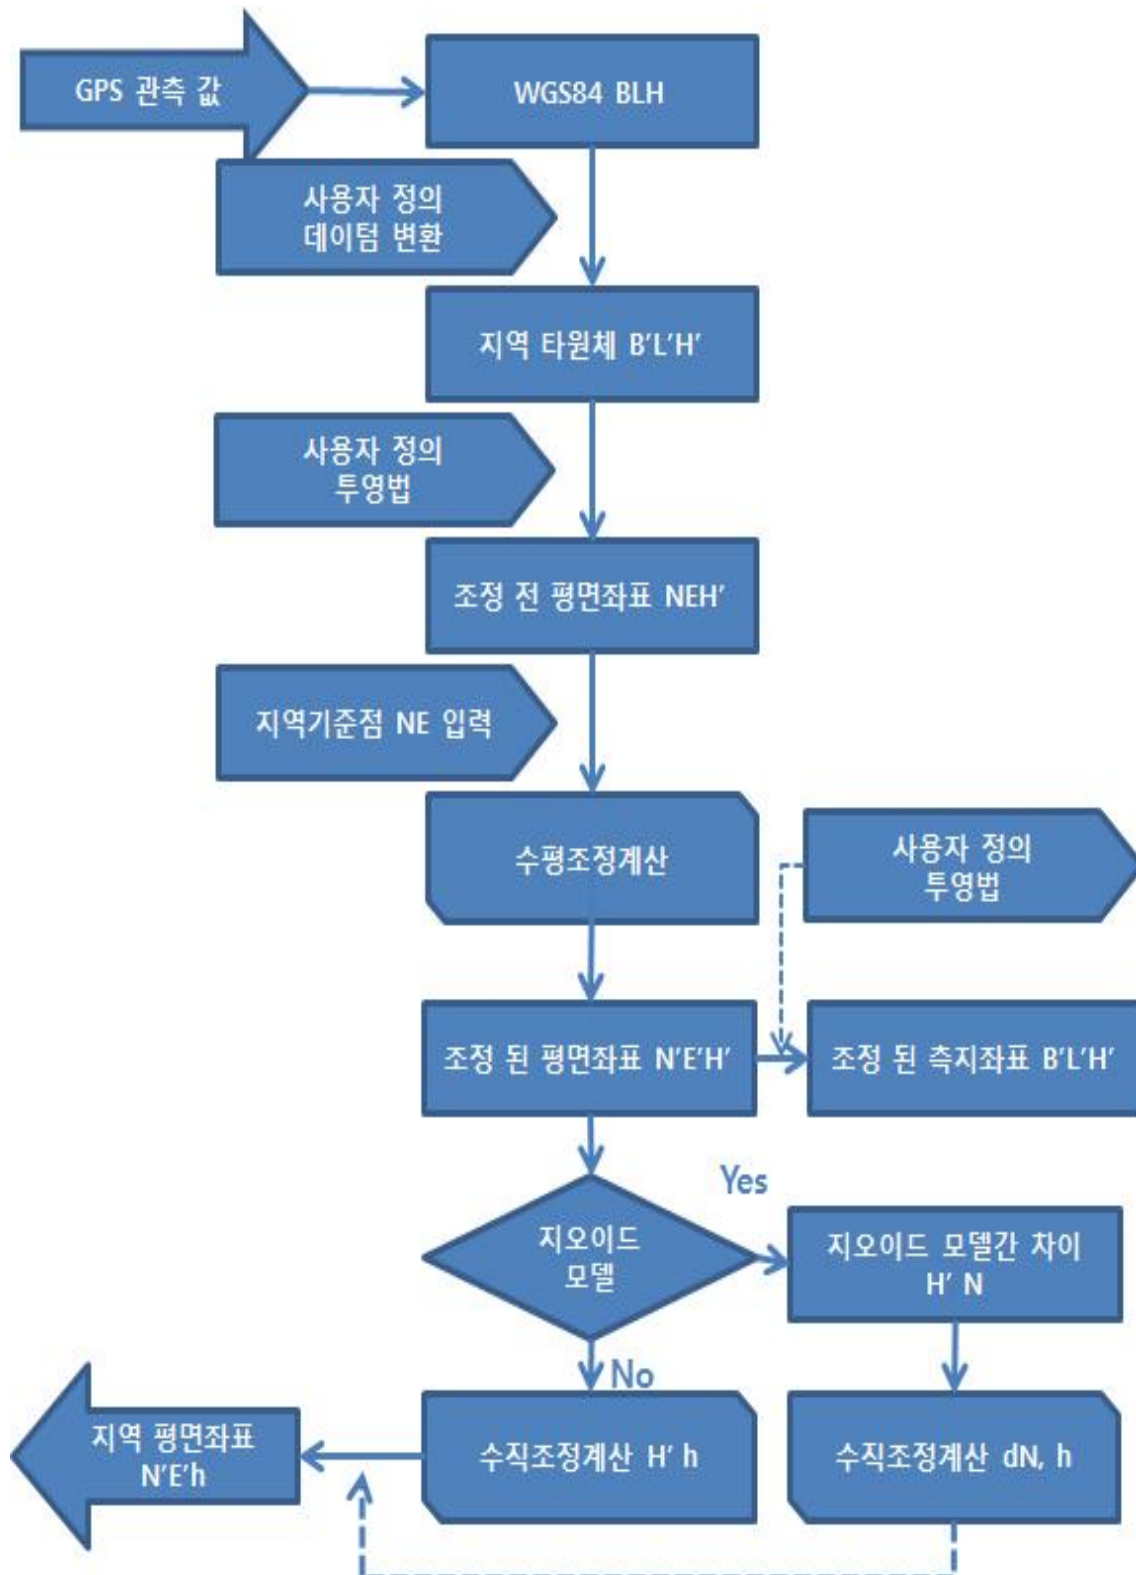 GPS 관측 값
WGS84 BLH
사용자 정의
데이텀 변환
지역 타원체 B'L'H'
사용자 정의
투영법
조정 전 평면좌표 NEH'
지역기준점 NE 입력
수평조정계산
사용자 정의
투영법
조정 된 평면좌표 N'E'H'
조정 된 측지좌표 B'L'H'
Yes
지오이드
모델
지오이드 모델간 차이
H' N
No
지역 평면좌표
N'E'h
수직조정계산 H' h
수직조정계산 dN, h